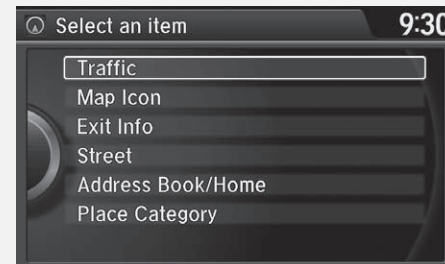 Select an item
9:30
Traffic
Map Icon
Exit Info
Street
Address Book/Home
Place Category